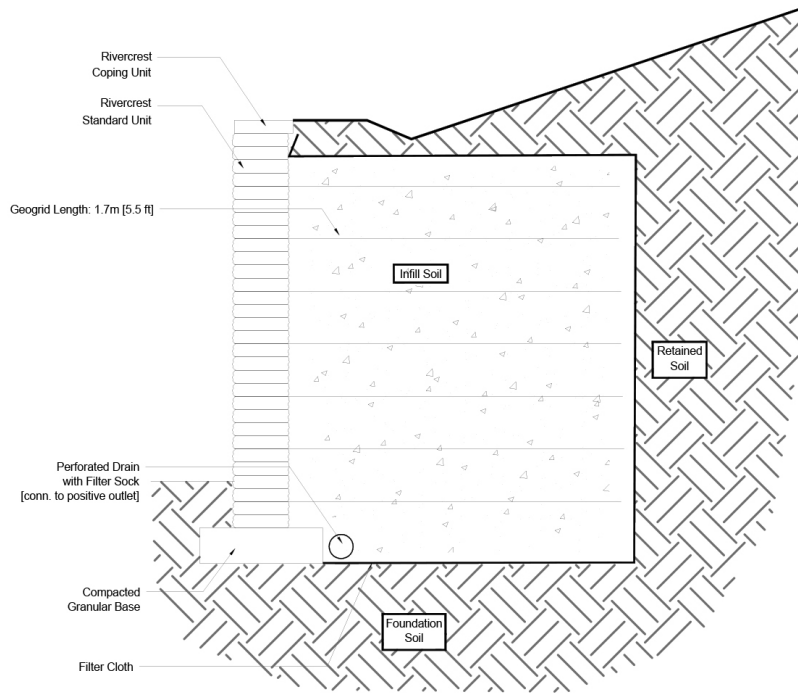 Rivercrest
Coping Unit
Rivercrest
Standard Unit
Geogrid Length: 1.7m [5.5 ft]
Infill Soil
Retained
Soil
Perforated Drain
with Filter Sock
[conn. to positive outlet]
Compacted
Granular Base
Foundation
Soil
Filter Cloth